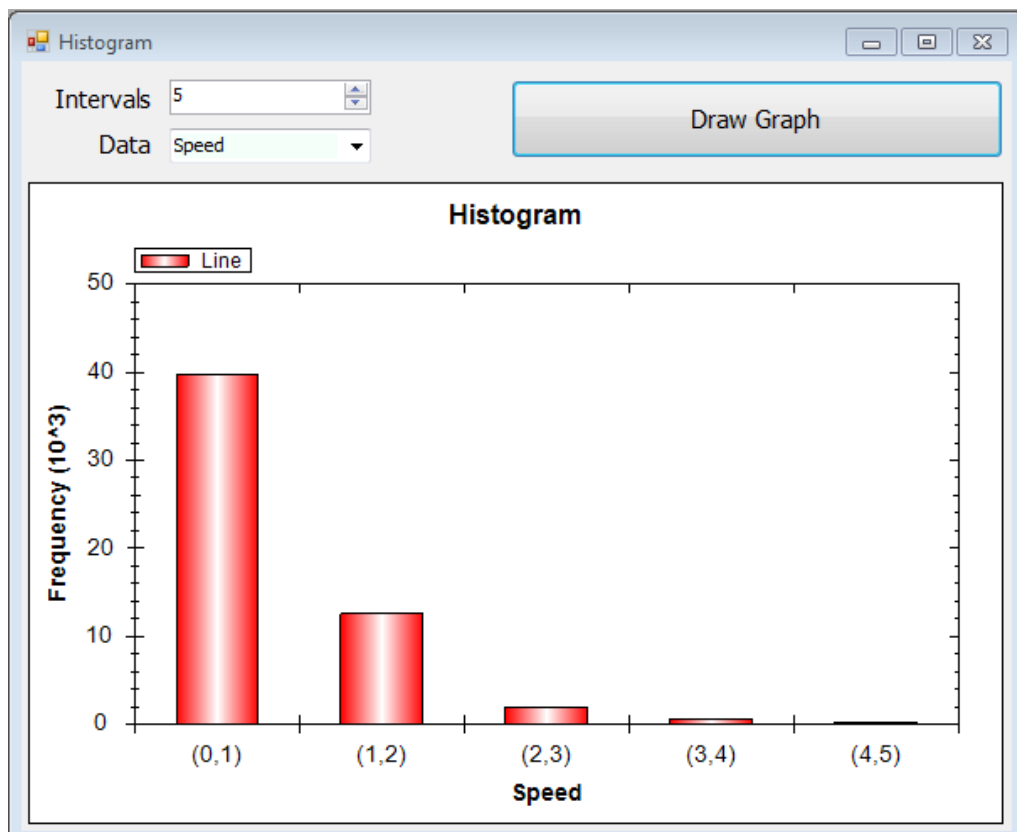 Histogram
Intervals 5
Data Speed
Draw Graph
Histogram
Line
50
40
30
20
10
0
Frequency (10^3)
(0,1) (1,2) (2,3) (3,4) (4,5)
Speed